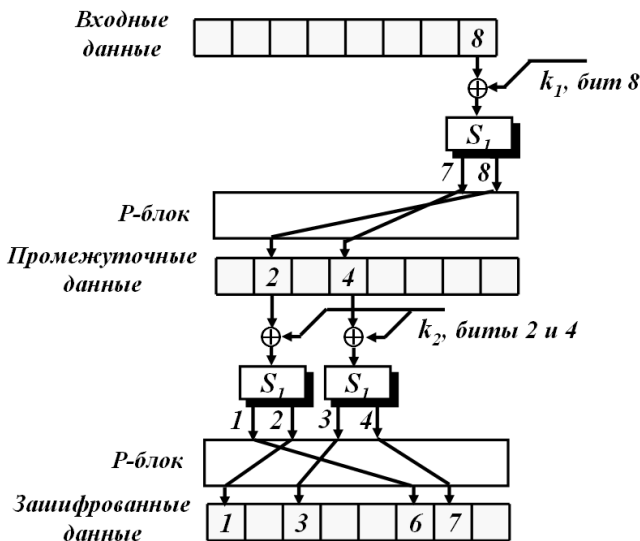 Входные
данные
8
k1, бит 8
S1
7 8
P-блок
Промежуточные
данные
2 4
k2, биты 2 и 4
S1 S1
1 2 3 4
P-блок
Зашифрованные
данные
1 3 6 7